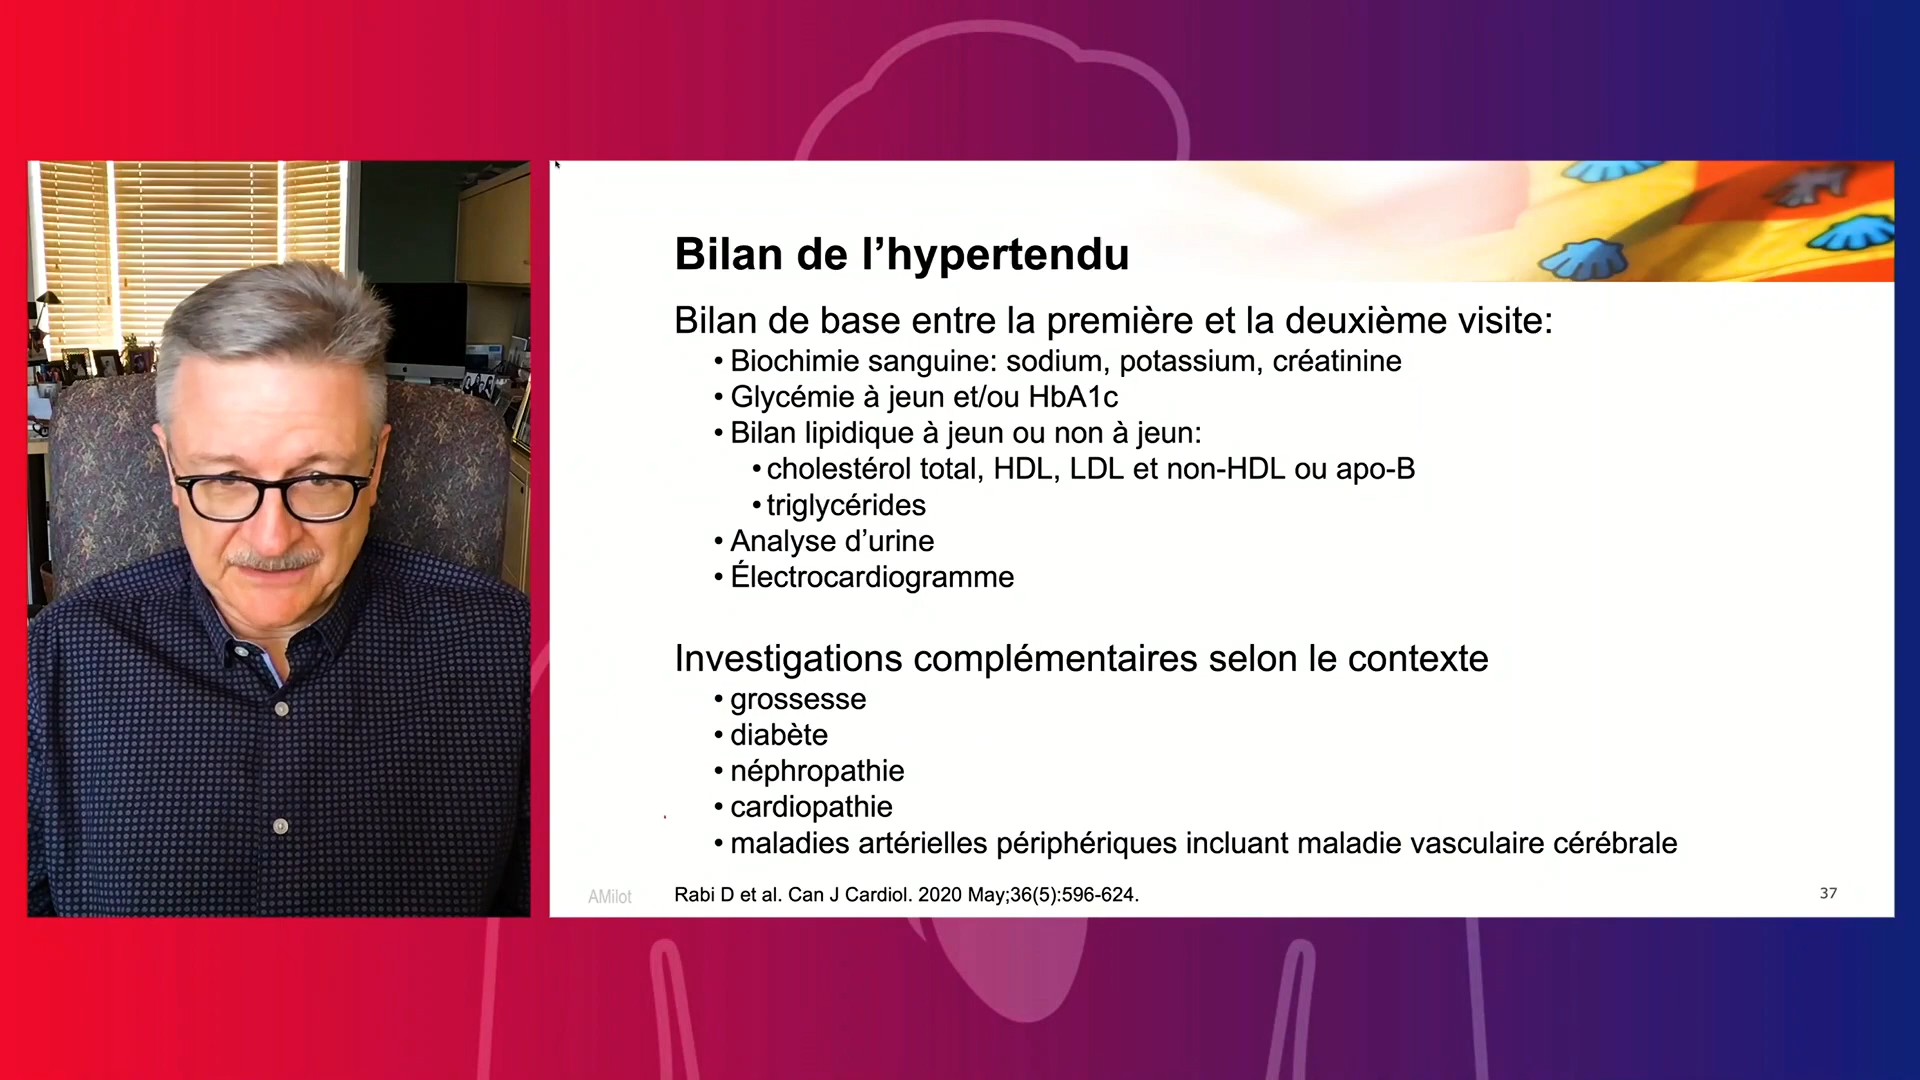 Bilan de l’hypertendu
Bilan de base entre la première et la deuxième visite:
• Biochimie sanguine: sodium, potassium, créatinine
• Glycémie à jeun et/ou HbA1c
• Bilan lipidique à jeun ou non à jeun:
• cholestérol total, HDL, LDL et non-HDL ou apo-B
• triglycérides
• Analyse d’urine
• Électrocardiogramme
Investigations complémentaires selon le contexte
• grossesse
• diabète
• néphropathie
• cardiopathie
• maladies artérielles périphériques incluant maladie vasculaire cérébrale
AMilot
Rabi D et al. Can J Cardiol. 2020 May;36(5):596-624.
37